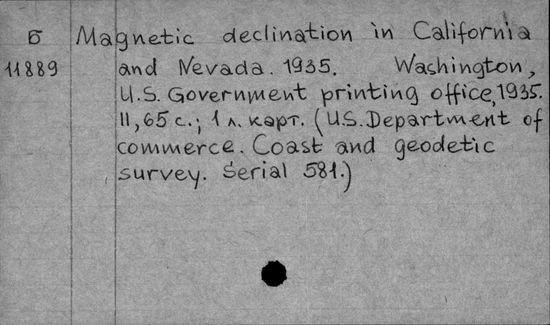 Б Magnetic declination in California
11889 and Nevada. 1935. Washington,
U.S. Government printing office, 1935.
II, 65 с.; 1 л. карт. (U.S. Department of
commerce. Coast and geodetic
survey. Serial 581.)